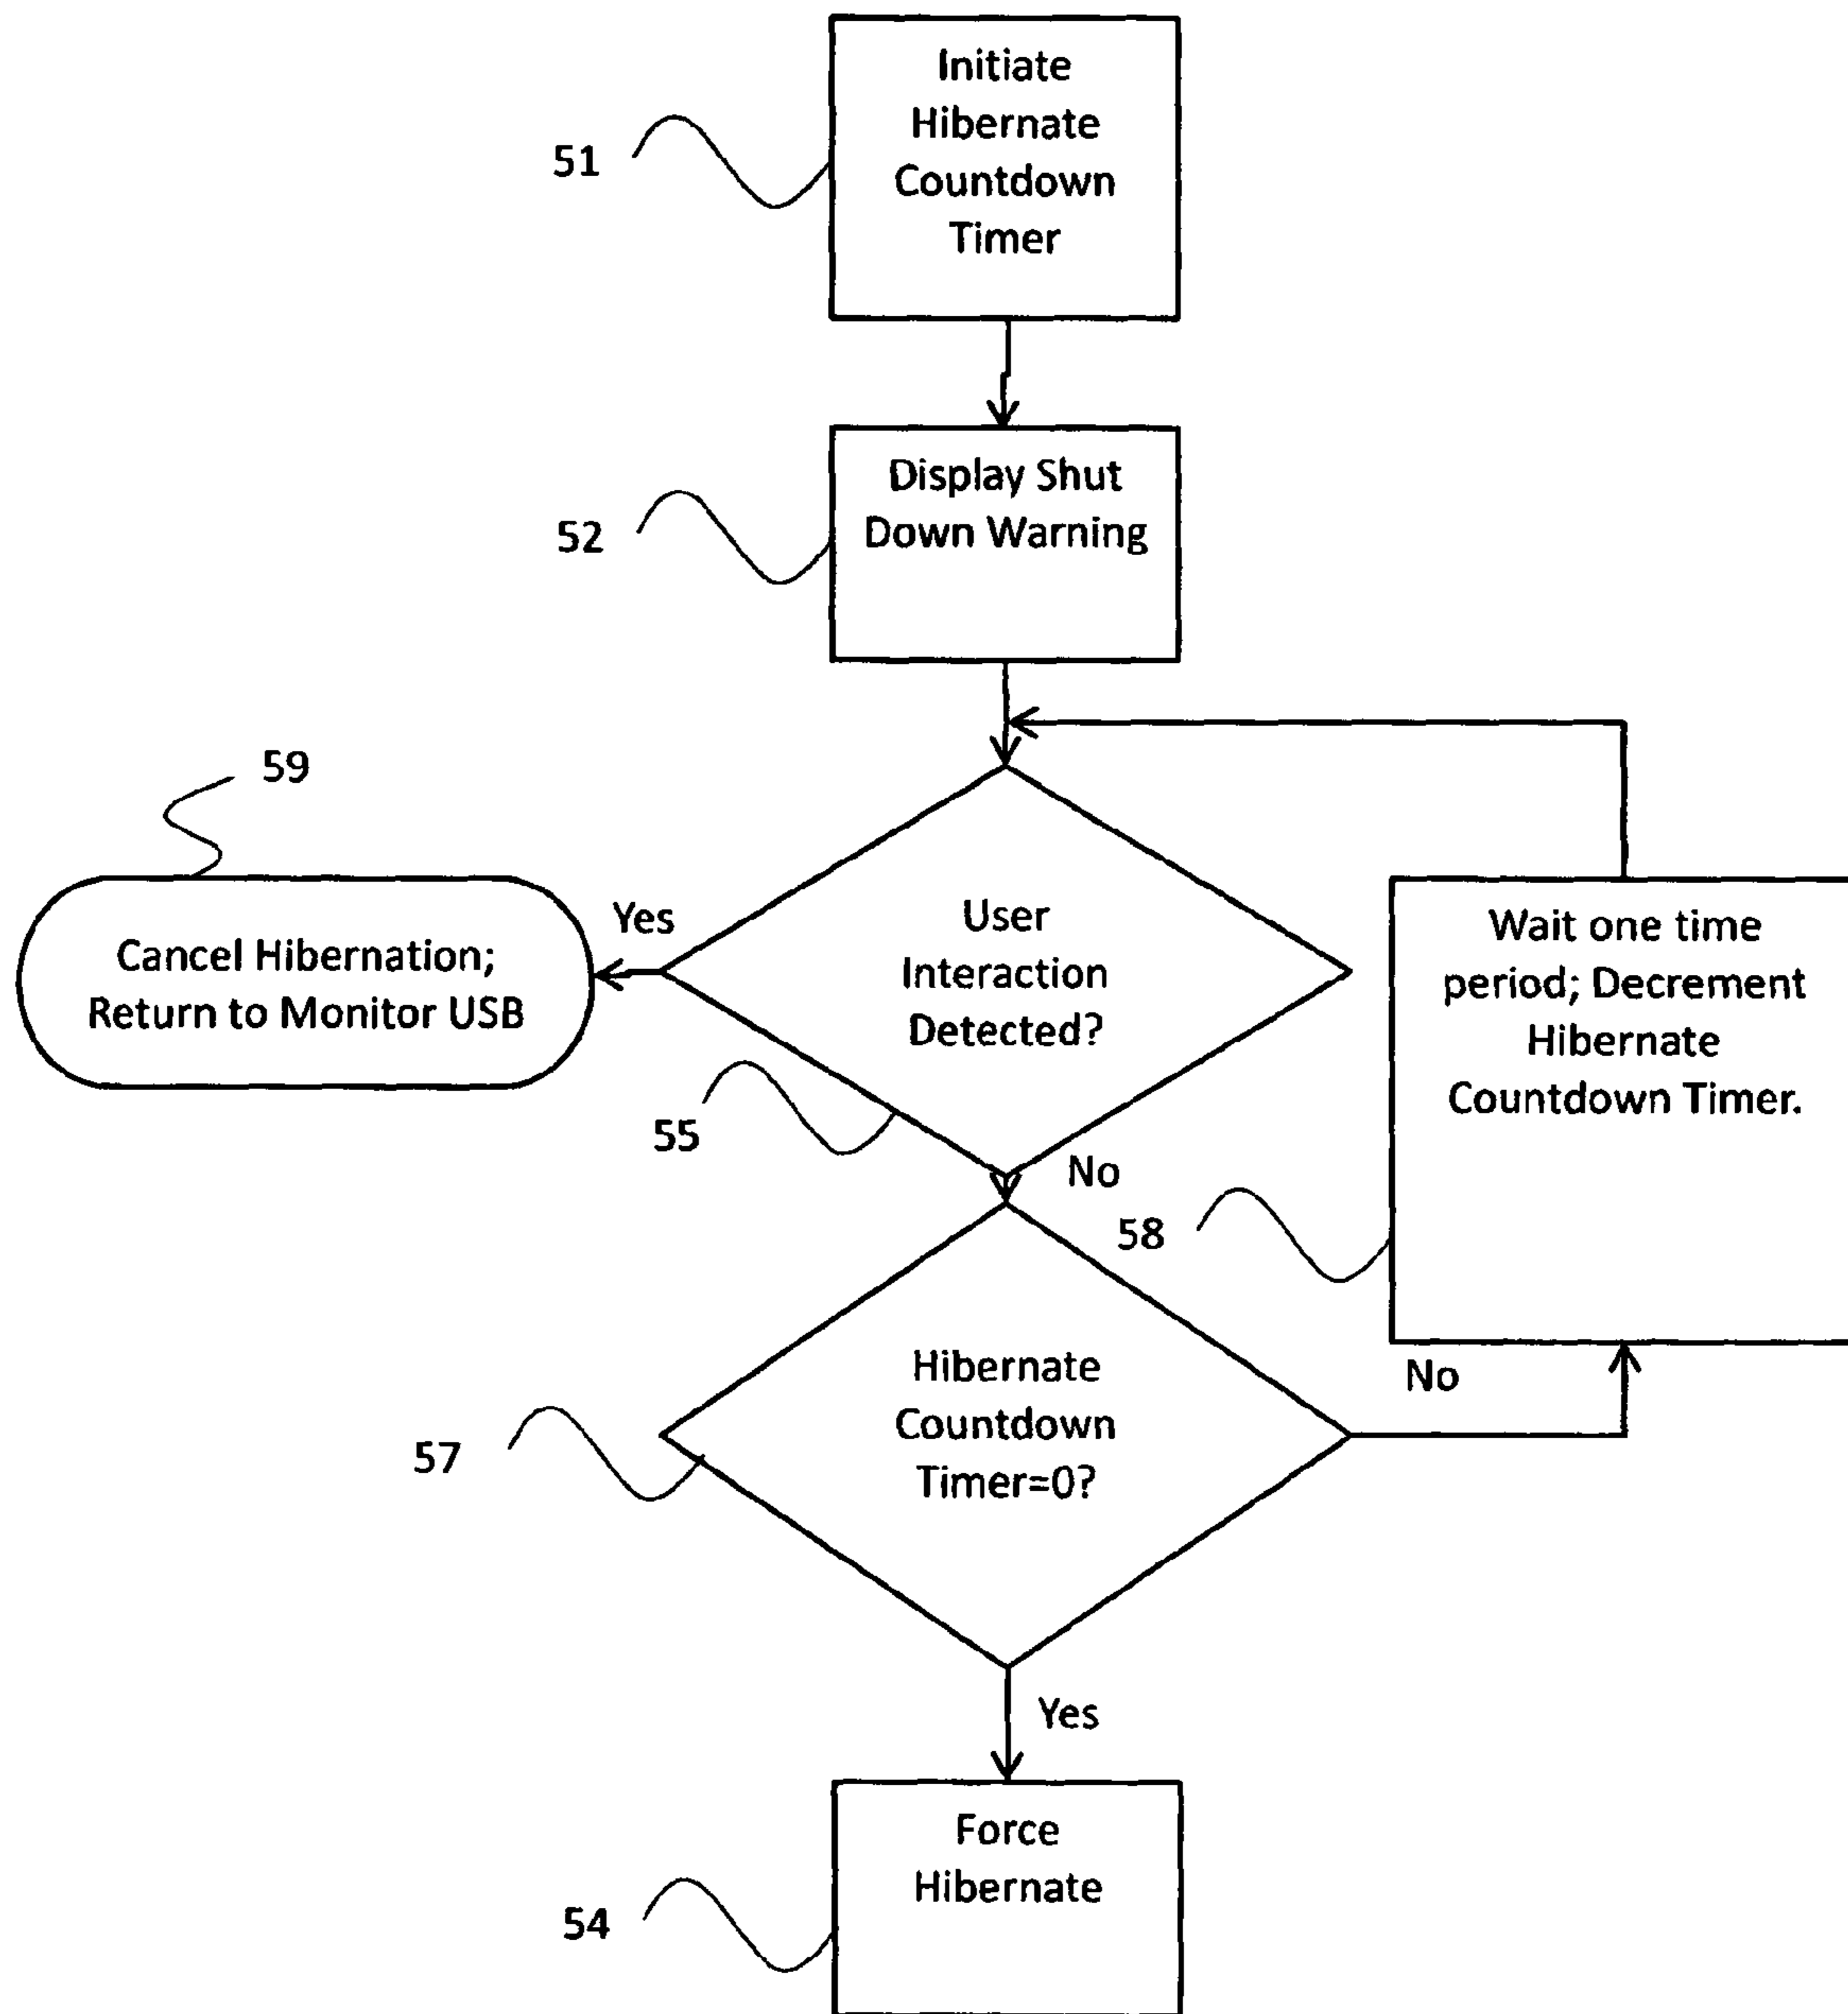 Initiate
Hibernate
Countdown
Timer
51
Display Shut
Down Warning
52
59
Yes
Cancel Hibernation;
Return to Monitor USB
User
Interaction
Detected?
Wait one time
period; Decrement
Hibernate
Countdown Timer.
55
No
58
Hibernate
Countdown
Timer=0?
No
57
Yes
Force
Hibernate
54